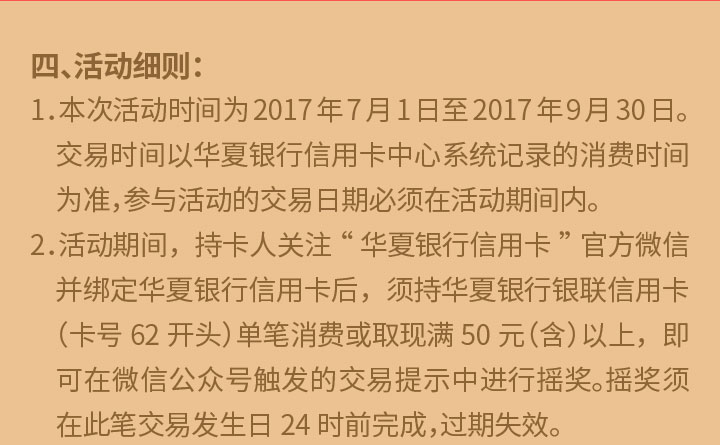 四、活动细则：
1.本次活动时间为2017年7月1日至2017年9月30日。
交易时间以华夏银行信用卡中心系统记录的消费时间
为准，参与活动的交易日期必须在活动期间内。
2.活动期间，持卡人关注“华夏银行信用卡”官方微信
并绑定华夏银行信用卡后，须持华夏银行银联信用卡
（卡号 62 开头）单笔消费或取现满 50 元（含）以上，即
可在微信公众号触发的交易提示中进行摇奖。摇奖须
在此笔交易发生日 24 时前完成，过期失效。